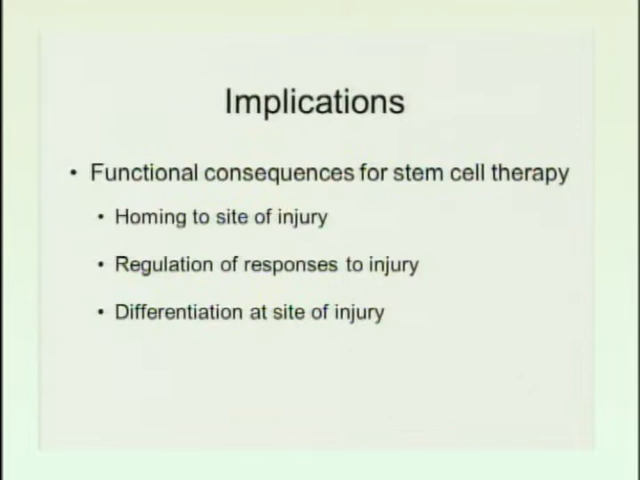 Implications
• Functional consequences for stem cell therapy
• Homing to site of injury
• Regulation of responses to injury
• Differentiation at site of injury